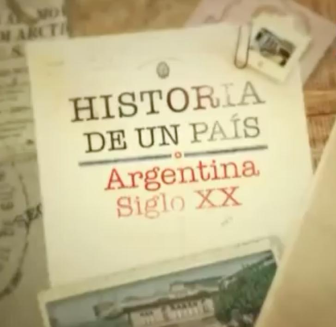 HISTORIA
DE UN PAÍS
Argentina
Siglo XX